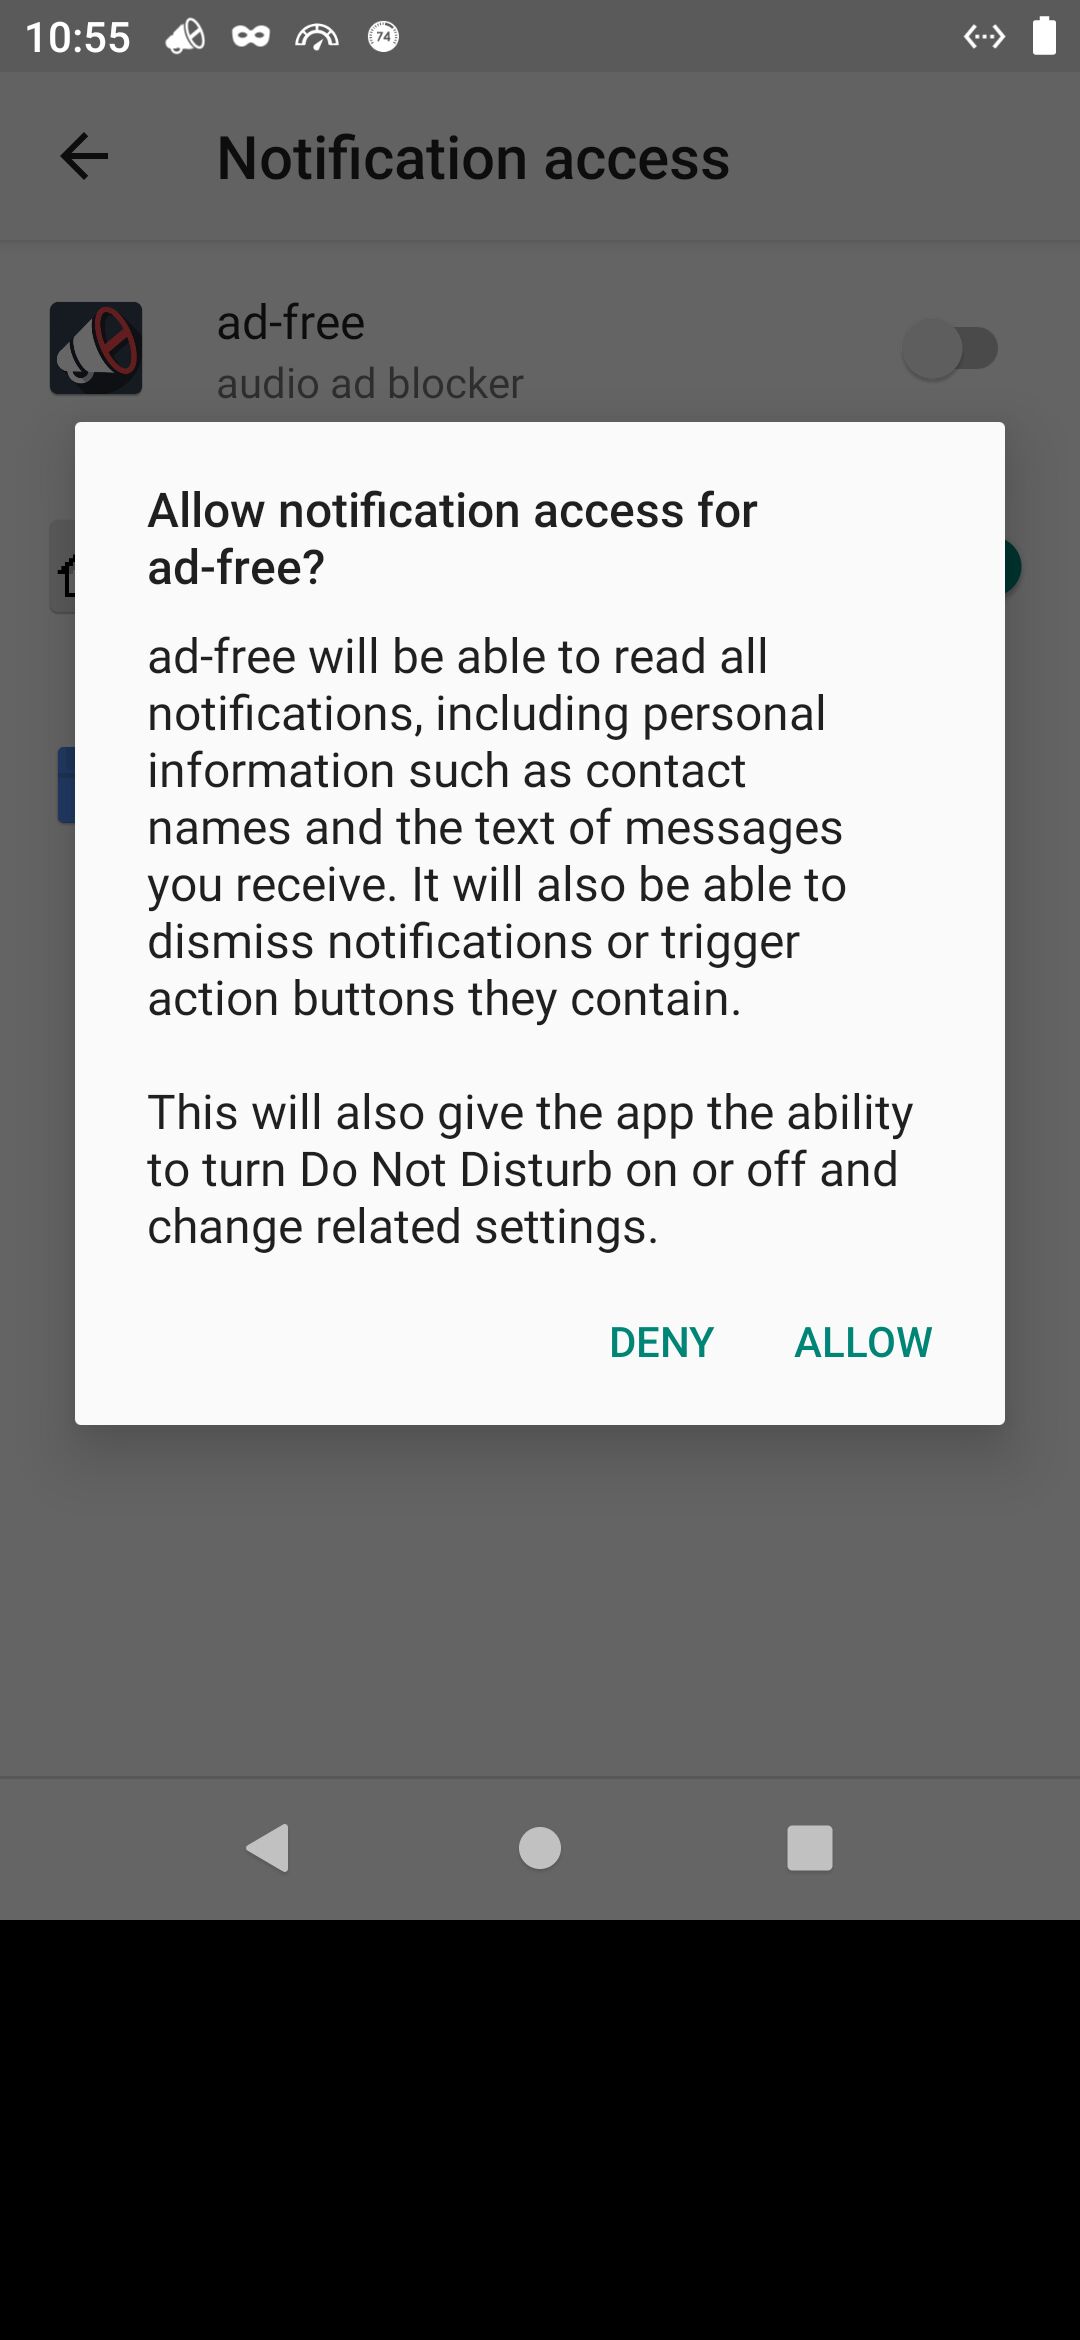 10:55
74
Notification access
ad-free
audio ad blocker
Allow notification access for
ad-free?
ad-free will be able to read all
notifications, including personal
information such as contact
names and the text of messages
you receive. It will also be able to
dismiss notifications or trigger
action buttons they contain.
This will also give the app the ability
to turn Do Not Disturb on or off and
change related settings.
DENY ALLOW